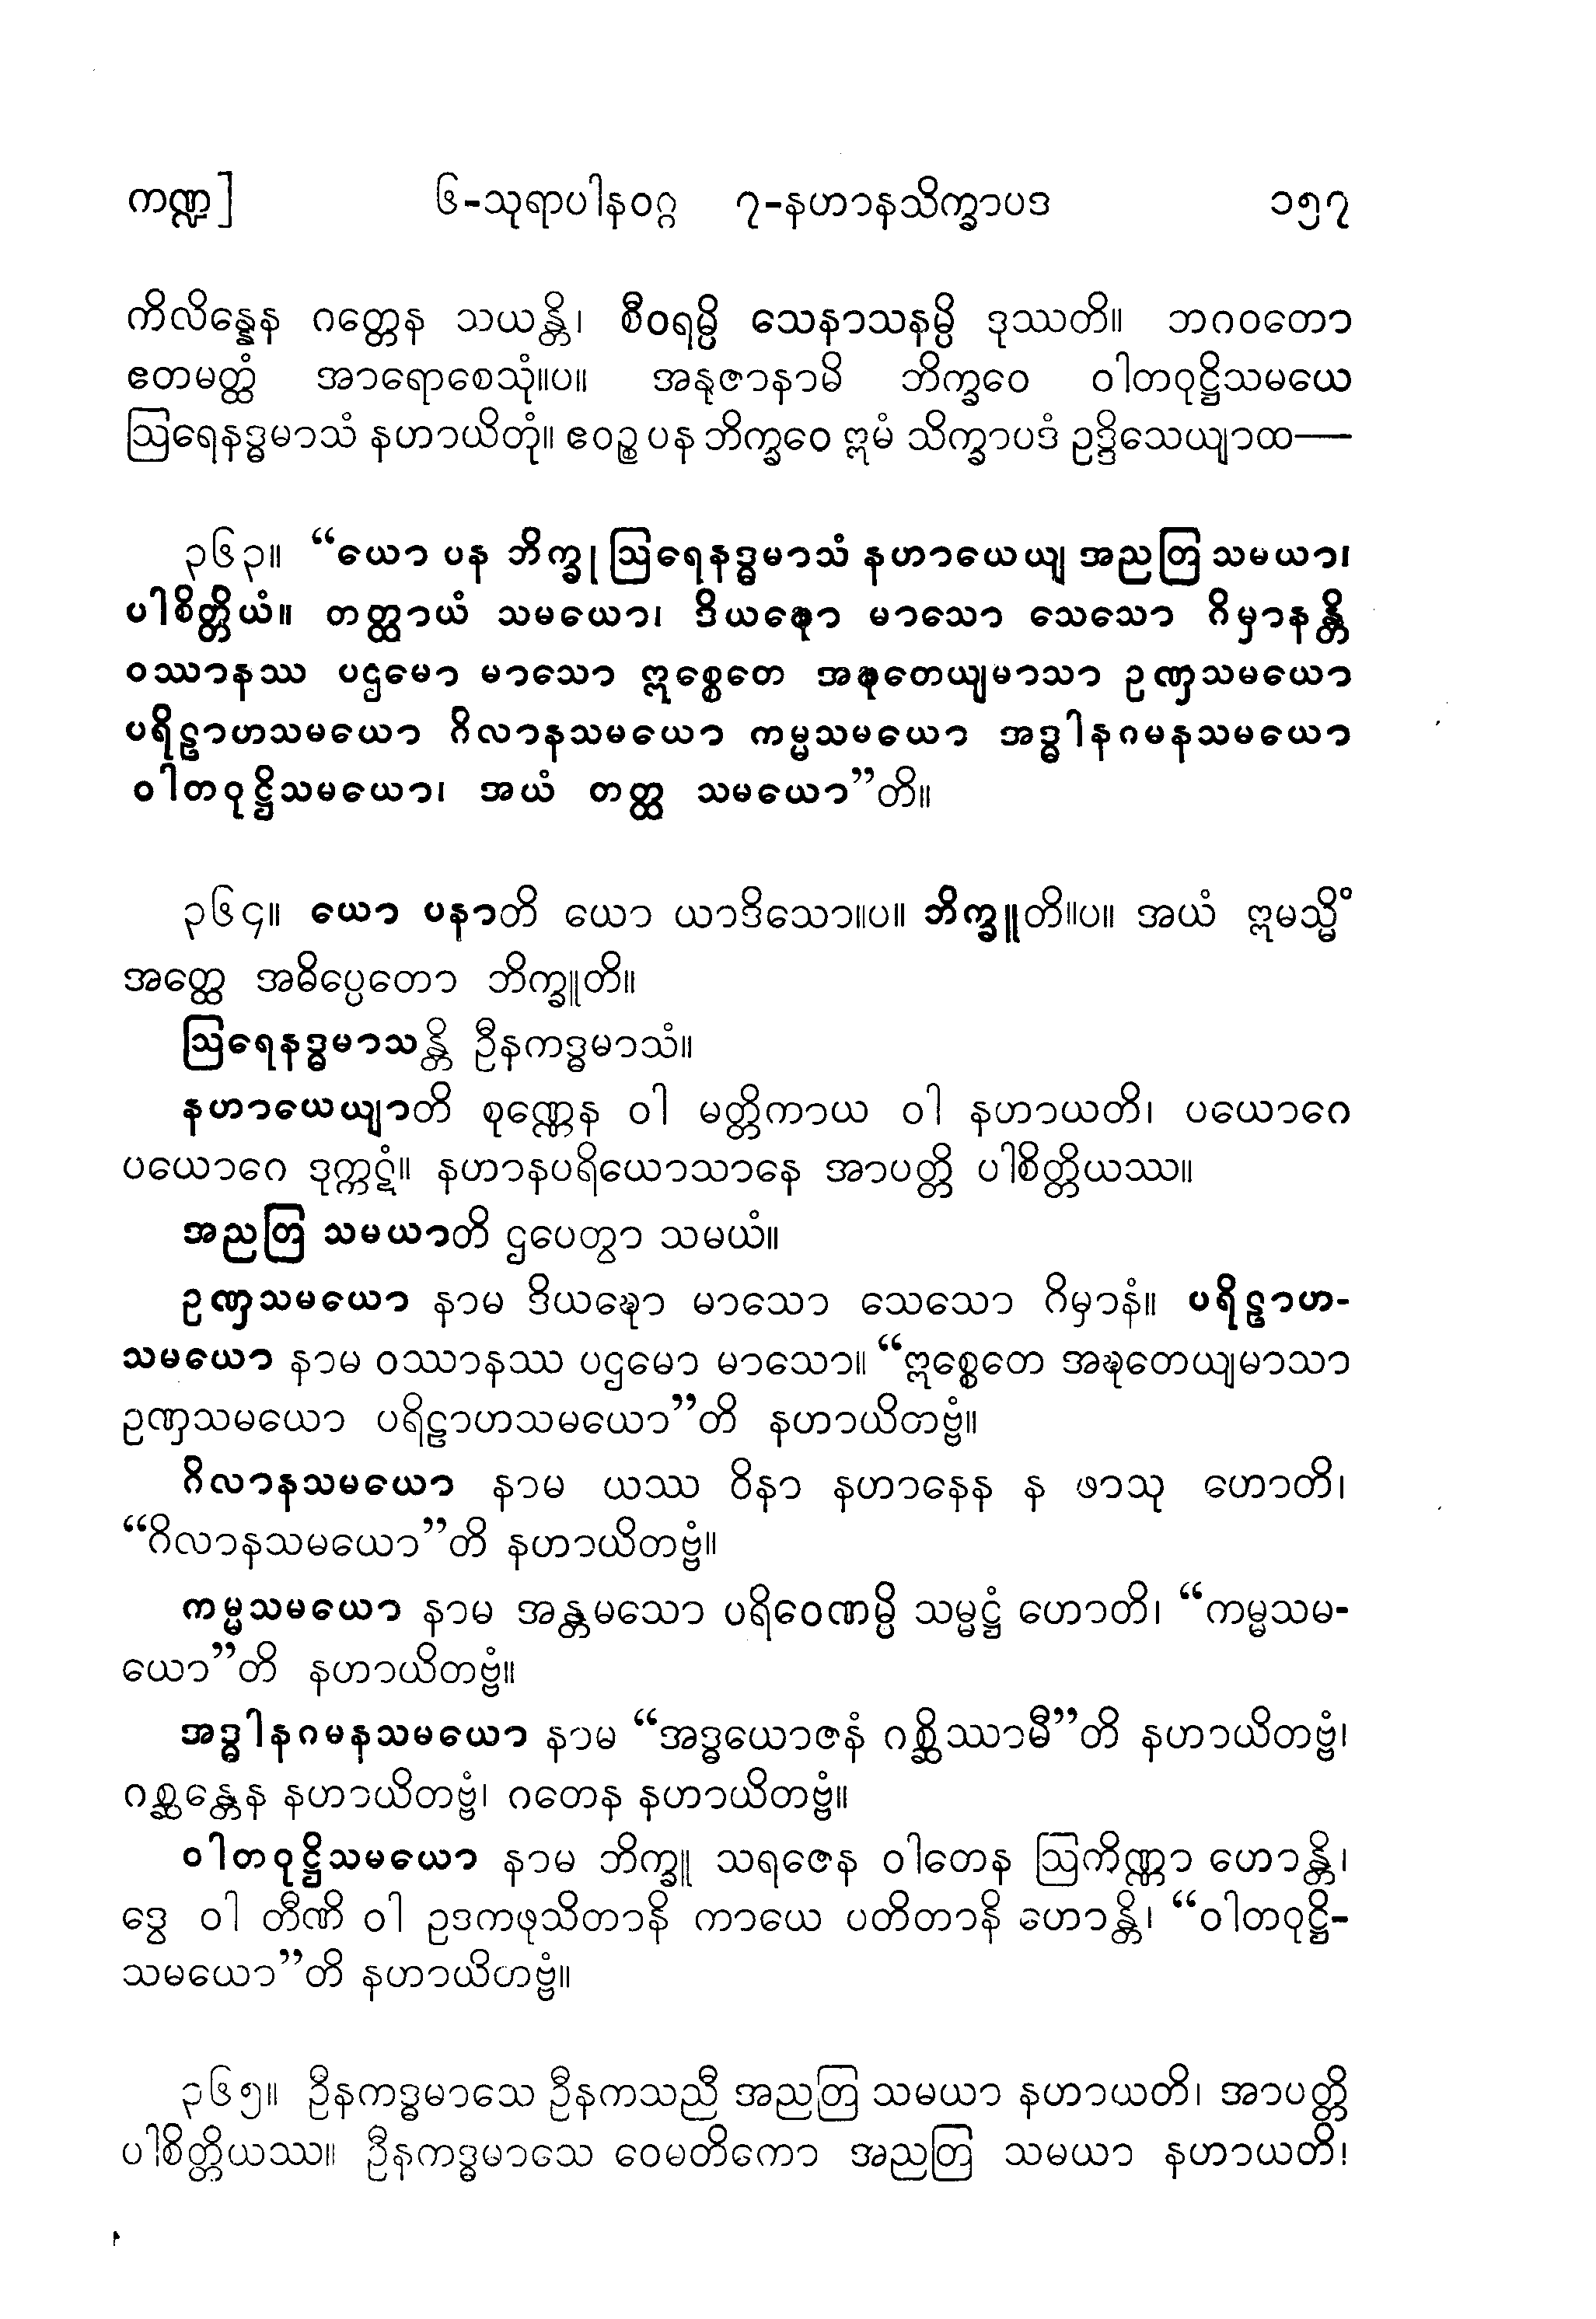 ကဏ္ဍ] ၆-သုရာပါနဝဂ္ဂ ၇-နဟာနသိက္ခာပဒ ၁၅၇
ကိလိန္နေန ဂတ္တေန သယန္တိ၊ စီဝရမ္ပိ သေနာသနမ္ပိ ဒုဿတိ။ ဘဂဝတော
ဧတမတ္ထံ အာရောစေသုံ။ပ။ အနုဇာနာမိ ဘိက္ခဝေ ဝါတဝုဋ္ဌိသမယေ
ဩရေနဒ္ဓမာသံ နဟာယိတုံ။ ဧဝဉ္စ ပန ဘိက္ခဝေ ဣမံ သိက္ခာပဒံ ဥဒ္ဒိသေယျာထ—
၃၆၃။ “ယော ပန ဘိက္ခု ဩရေနဒ္ဓမာသံ နဟာယေယျ အညတြ သမယာ၊
ပါစိတ္တိယံ။ တတ္ထာယံ သမယော၊ ဒိယဍ္ဎော မာသော သေသော ဂိမှာနန္တိ
ဝဿာနဿ ပဌမော မာသော ဣစ္စေတေ အဍ္ဎတေယျမာသာ ဥဏှသမယော
ပရိဠာဟသမယော ဂိလာနသမယော ကမ္မသမယော အဒ္ဓါနဂမနသမယော
ဝါတဝုဋ္ဌိသမယော၊ အယံ တတ္ထ သမယော”တိ။
၃၆၄။ ယော ပနာတိ ယော ယာဒိသော။ပ။ ဘိက္ခူတိ။ပ။ အယံ ဣမသ္မိံ
အတ္ထေ အဓိပ္ပေတော ဘိက္ခူတိ။
ဩရေနဒ္ဓမာသန္တိ ဦနကဒ္ဓမာသံ။
နဟာယေယျာတိ စုဏ္ဏေန ဝါ မတ္တိကာယ ဝါ နဟာယတိ၊ ပယောဂေ
ပယောဂေ ဒုက္ကဋံ။ နဟာနပရိယောသာနေ အာပတ္တိ ပါစိတ္တိယဿ။
အညတြ သမယာတိ ဌပေတွာ သမယံ။
ဥဏှသမယော နာမ ဒိယဍ္ဎော မာသော သေသော ဂိမှာနံ။ ပရိဠာဟ-
သမယော နာမ ဝဿာနဿ ပဌမော မာသော။ “ဣစ္စေတေ အဍ္ဎတေယျမာသာ
ဥဏှသမယော ပရိဠာဟသမယော”တိ နဟာယိတဗ္ဗံ။
ဂိလာနသမယော နာမ ယဿ ဝိနာ နဟာနေန န ဖာသု ဟောတိ၊
“ဂိလာနသမယော”တိ နဟာယိတဗ္ဗံ။
ကမ္မသမယော နာမ အန္တမသော ပရိဝေဏမ္ပိ သမ္မဋ္ဌံ ဟောတိ၊ “ကမ္မသမ-
ယော”တိ နဟာယိတဗ္ဗံ။
အဒ္ဓါနဂမနသမယော နာမ “အဒ္ဓယောဇနံ ဂစ္ဆိဿာမီ”တိ နဟာယိတဗ္ဗံ၊
ဂစ္ဆန္တေန နဟာယိတဗ္ဗံ၊ ဂတေန နဟာယိတဗ္ဗံ။
ဝါတဝုဋ္ဌိသမယော နာမ ဘိက္ခူ သရဇေန ဝါတေန ဩကိဏ္ဏာ ဟောန္တိ၊
ဒွေ ဝါ တီဏိ ဝါ ဥဒကဖုသိတာနိ ကာယေ ပတိတာနိ ဟောန္တိ၊ “ဝါတဝုဋ္ဌိ-
သမယော”တိ နဟာယိတဗ္ဗံ။
၃၆၅။ ဦနကဒ္ဓမာသေ ဦနကသညီ အညတြ သမယာ နဟာယတိ၊ အာပတ္တိ
ပါစိတ္တိယဿ။ ဦနကဒ္ဓမာသေ ဝေမတိကော အညတြ သမယာ နဟာယတိ၊